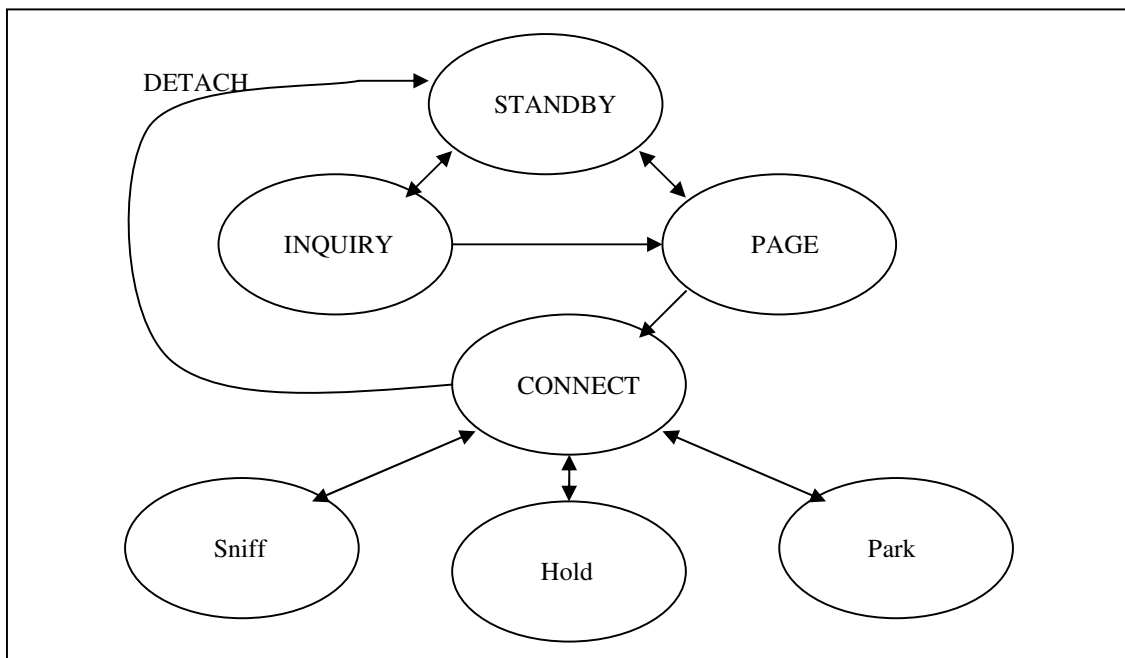 DETACH
STANDBY
INQUIRY
PAGE
CONNECT
Sniff
Hold
Park